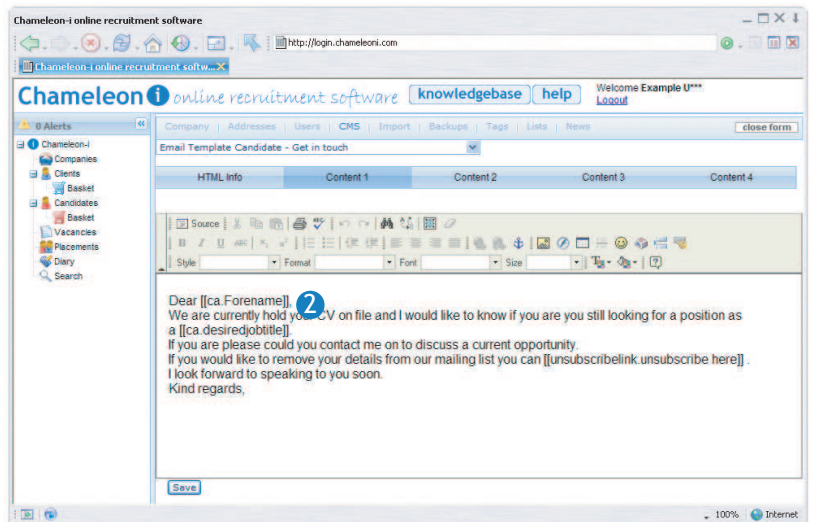 Chameleon-i online recruitment software
http://login.chameleoni.com
Chameleon-i online recruitment softw...
Chameleon i online recruitment software knowledgebase help Welcome Example U***
Logout
0 Alerts
Company | Addresses | Users | CMS | Import | Backups | Tags | Lists | News close form
Chameleon-i
Companies
Clients
Basket
Candidates
Basket
Vacancies
Placements
Diary
Search
Email Template Candidate - Get in touch
HTML Info Content 1 Content 2 Content 3 Content 4
Source
B I U ABC
Style Format Font Size
Dear [[ca.Forename]], 2
We are currently hold your CV on file and I would like to know if you are you still looking for a position as
a [[ca.desiredjobtitle]].
If you are please could you contact me on to discuss a current opportunity.
If you would like to remove your details from our mailing list you can [[unsubscribelink.unsubscribe here]] .
I look forward to speaking to you soon.
Kind regards,
Save
100% Internet